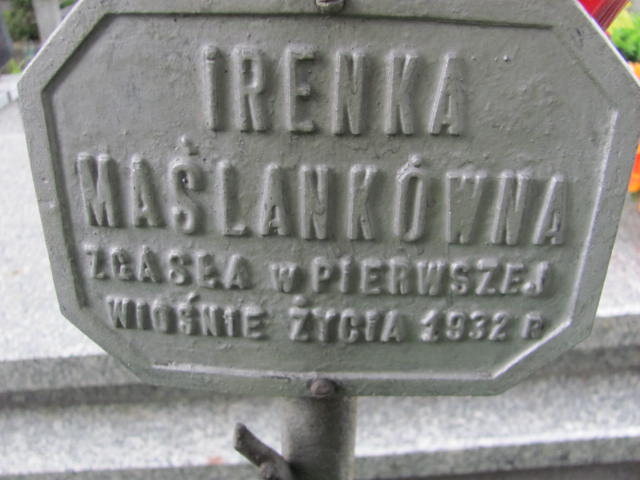 IRENKA
MAŚLANKÓWNA
ZGASŁA W PIERWSZEJ
WIOŚNIE ŻYCIA 1932 R